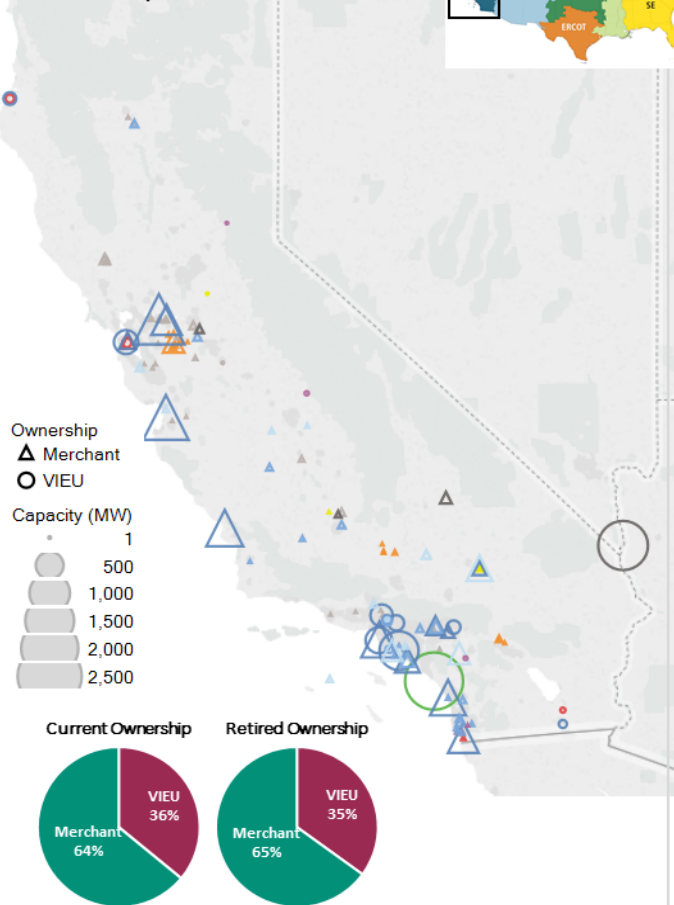 SE
ERCOT
Ownership
Merchant
VIEU
Capacity (MW)
1
500
1,000
1,500
2,000
2,500
Current Ownership
Retired Ownership
VIEU
36%
Merchant
64%
VIEU
35%
Merchant
65%